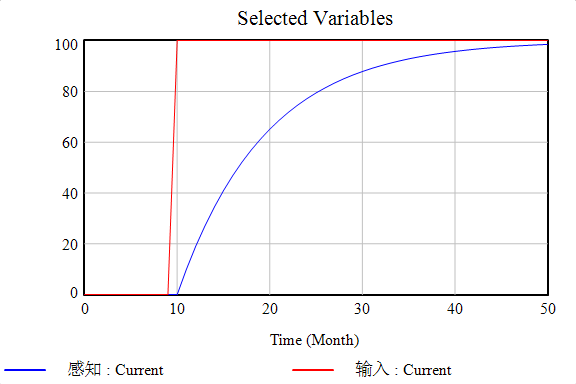 Selected Variables
100
80
60
40
20
0
0 10 20 30 40 50
Time (Month)
感知 : Current 输入 : Current